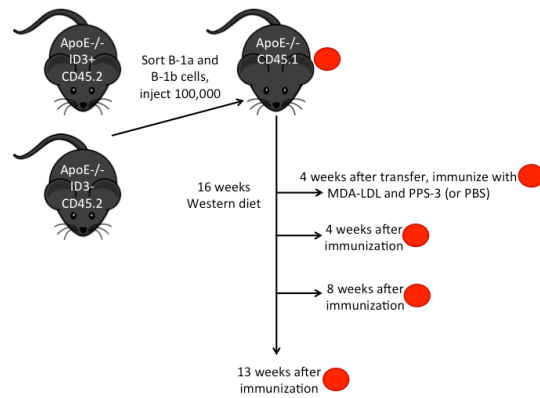 ApoE-/-
ID3+
CD45.2
Sort B-1a and
B-1b cells,
inject 100,000
ApoE-/-
CD45.1
ApoE-/-
ID3-
CD45.2
16 weeks
Western diet
4 weeks after transfer, immunize with
MDA-LDL and PPS-3 (or PBS)
4 weeks after
immunization
8 weeks after
immunization
13 weeks after
immunization